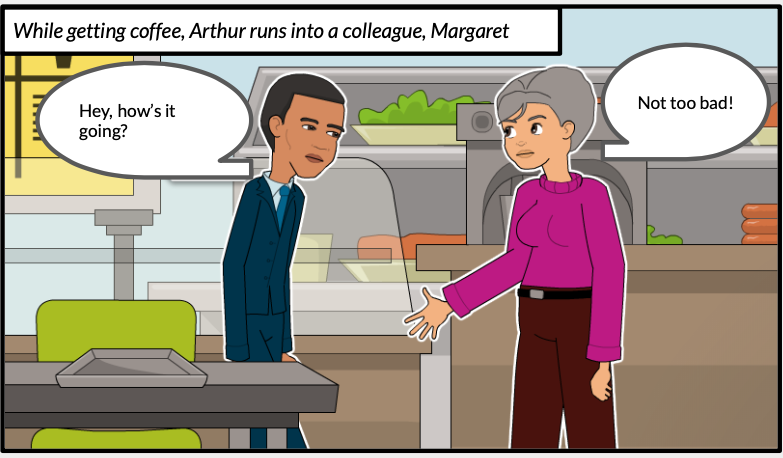 While getting coffee, Arthur runs into a colleague, Margaret
Hey, how's it
going?
Not too bad!